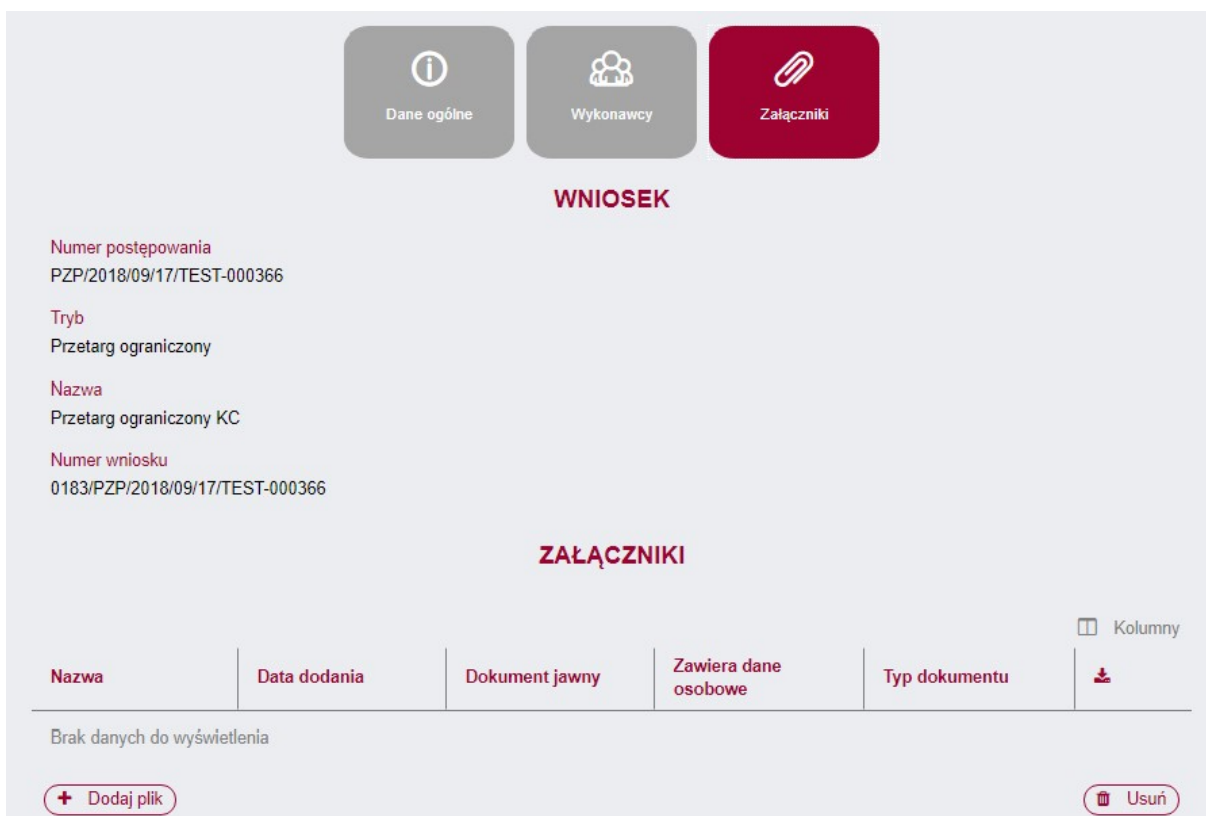 Dane ogólne
Wykonawcy
Załączniki
WNIOSEK
Numer postępowania
PZP/2018/09/17/TEST-000366
Tryb
Przetarg ograniczony
Nazwa
Przetarg ograniczony KC
Numer wniosku
0183/PZP/2018/09/17/TEST-000366
ZAŁĄCZNIKI
Kolumny
Nazwa
Data dodania
Dokument jawny
Zawiera dane
osobowe
Typ dokumentu
Brak danych do wyświetlenia
Dodaj plik
Usuń